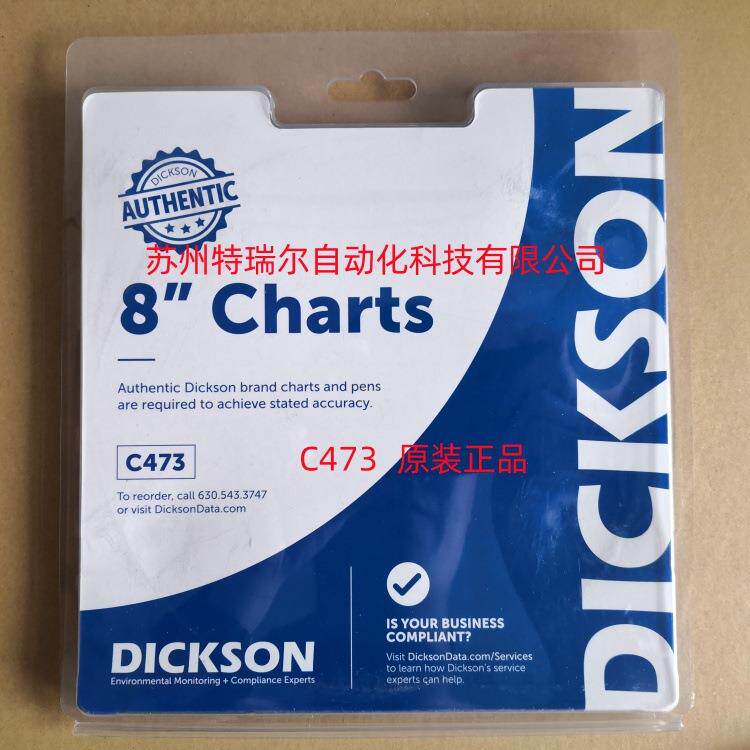 DICKSON
AUTHENTIC
苏州特瑞尔自动化科技有限公司
8" Charts
Authentic Dickson brand charts and pens
are required to achieve stated accuracy.
C473
C473 原装正品
To reorder, call 630.543.3747
or visit DicksonData.com
DICKSON
Environmental Monitoring + Compliance Experts
IS YOUR BUSINESS
COMPLIANT?
Visit DicksonData.com/Services
to learn how Dickson's service
experts can help.
DICKSON